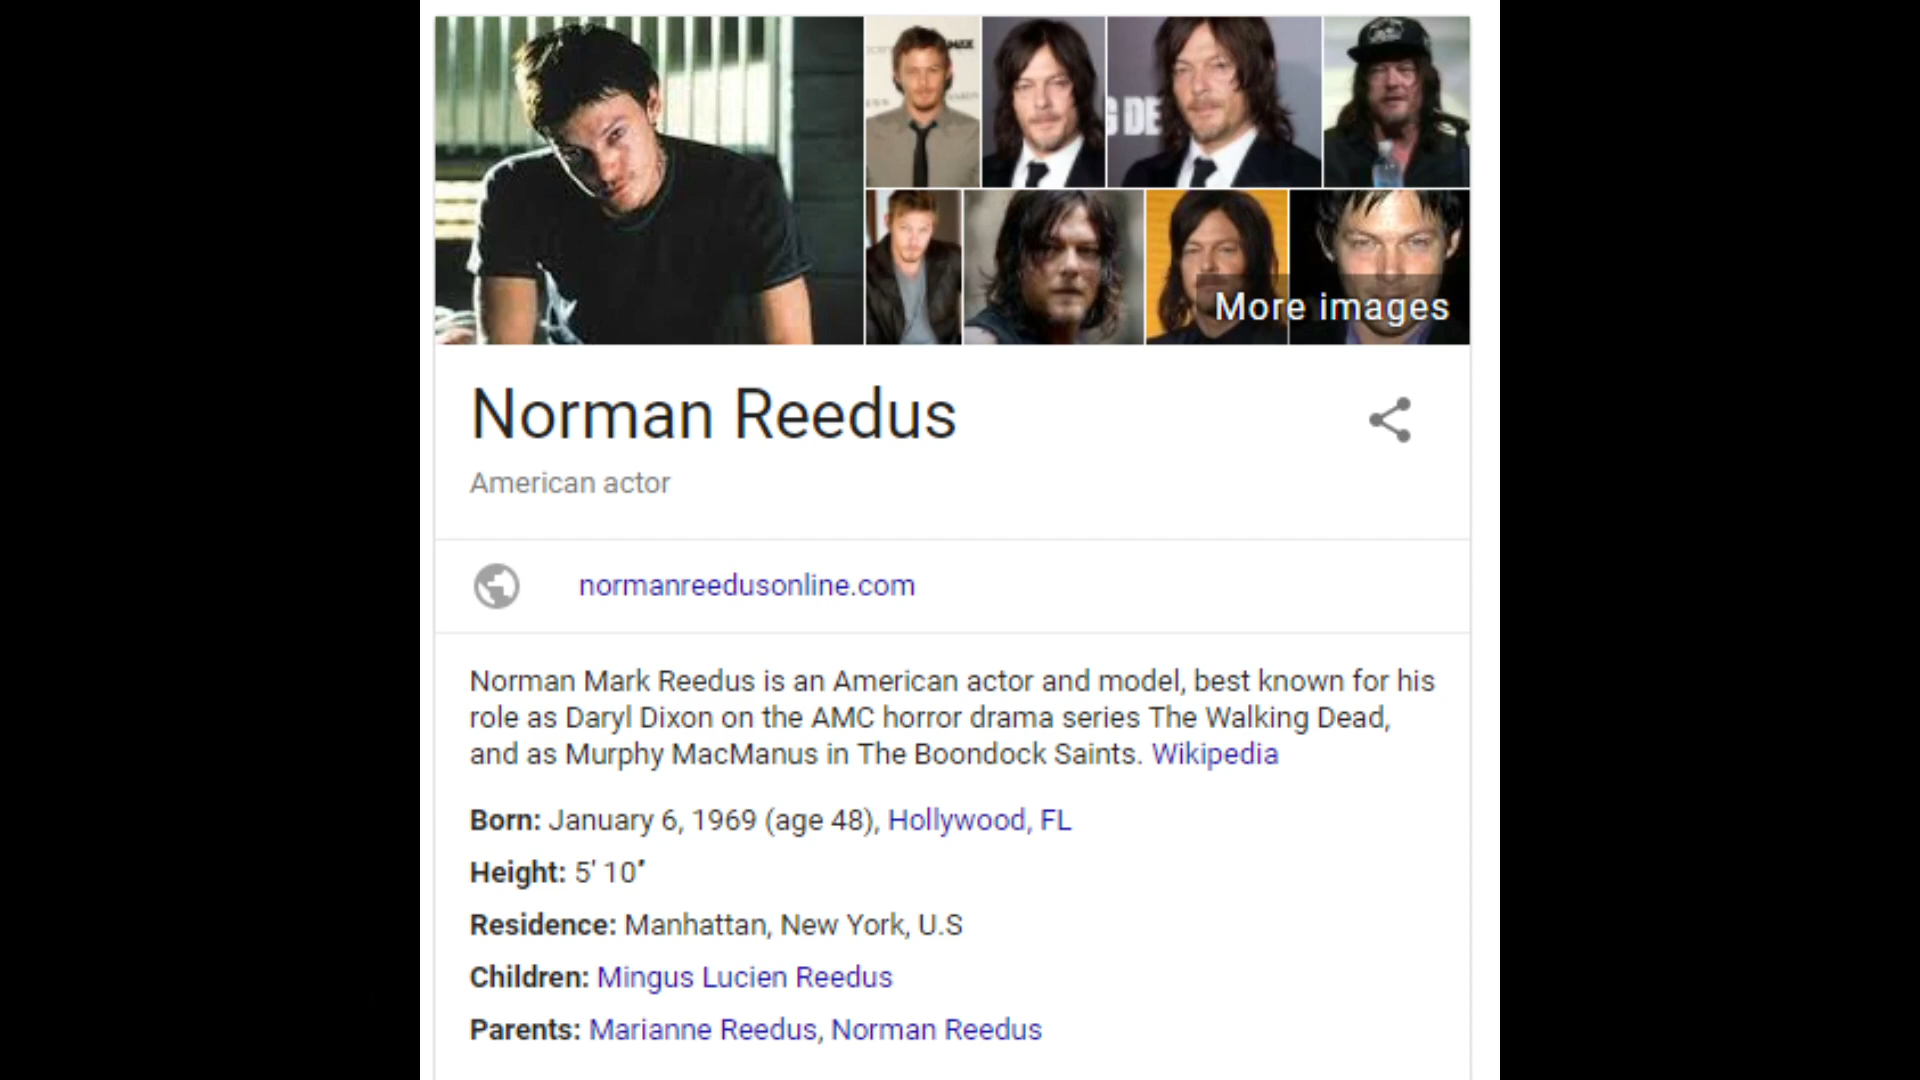 G DE
More images
Norman Reedus
American actor
normanreedusonline.com
Norman Mark Reedus is an American actor and model, best known for his
role as Daryl Dixon on the AMC horror drama series The Walking Dead,
and as Murphy MacManus in The Boondock Saints. Wikipedia
Born: January 6, 1969 (age 48), Hollywood, FL
Height: 5′ 10″
Residence: Manhattan, New York, U.S
Children: Mingus Lucien Reedus
Parents: Marianne Reedus, Norman Reedus